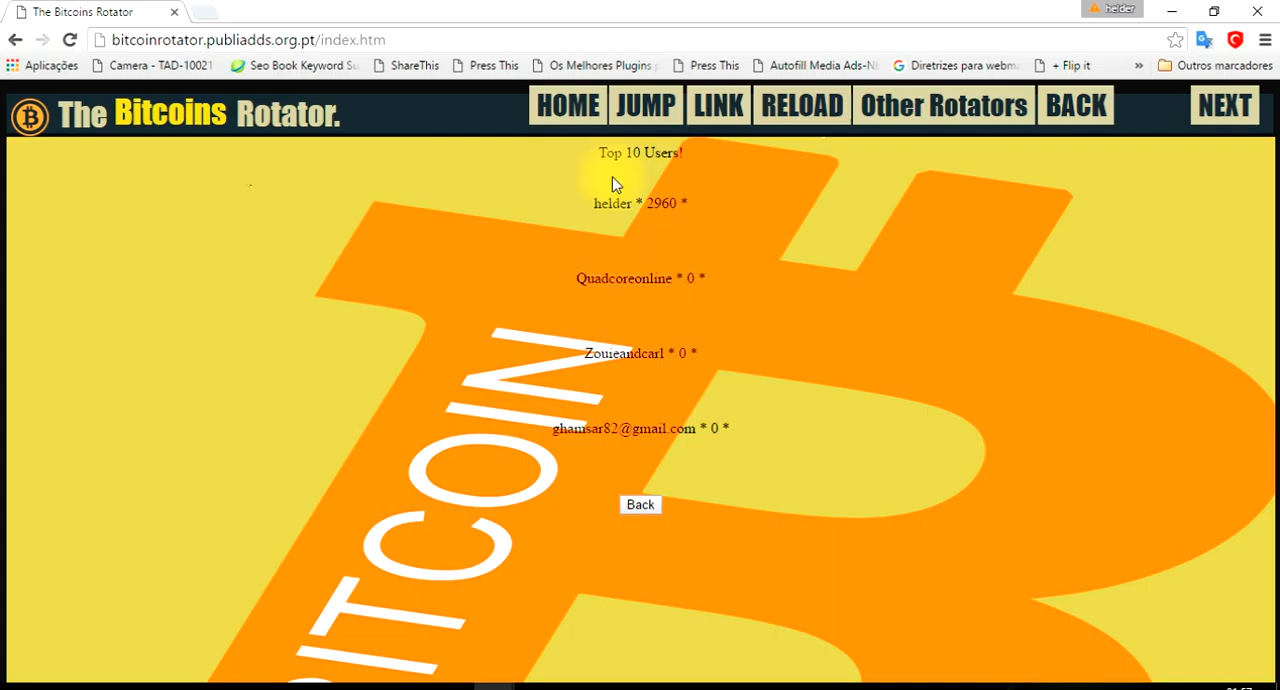 The Bitcoins Rotator
helder
bitcoinrotator.publiadds.org.pt/index.htm
Aplicações
Camera - TAD-10021
Seo Book Keyword Su
ShareThis
Press This
Os Melhores Plugins
Press This
Autofill Media Ads-N
Diretrizes para webma
+ Flip it
»
Outros marcadores
The Bitcoins Rotator.
HOME
JUMP
LINK
RELOAD
Other Rotators
BACK
NEXT
Top 10 Users!
helder * 2960 *
Quadcoreonline * 0 *
Zouieandcarl * 0 *
ghamsar82@gmail.com * 0 *
Back
BITCOIN